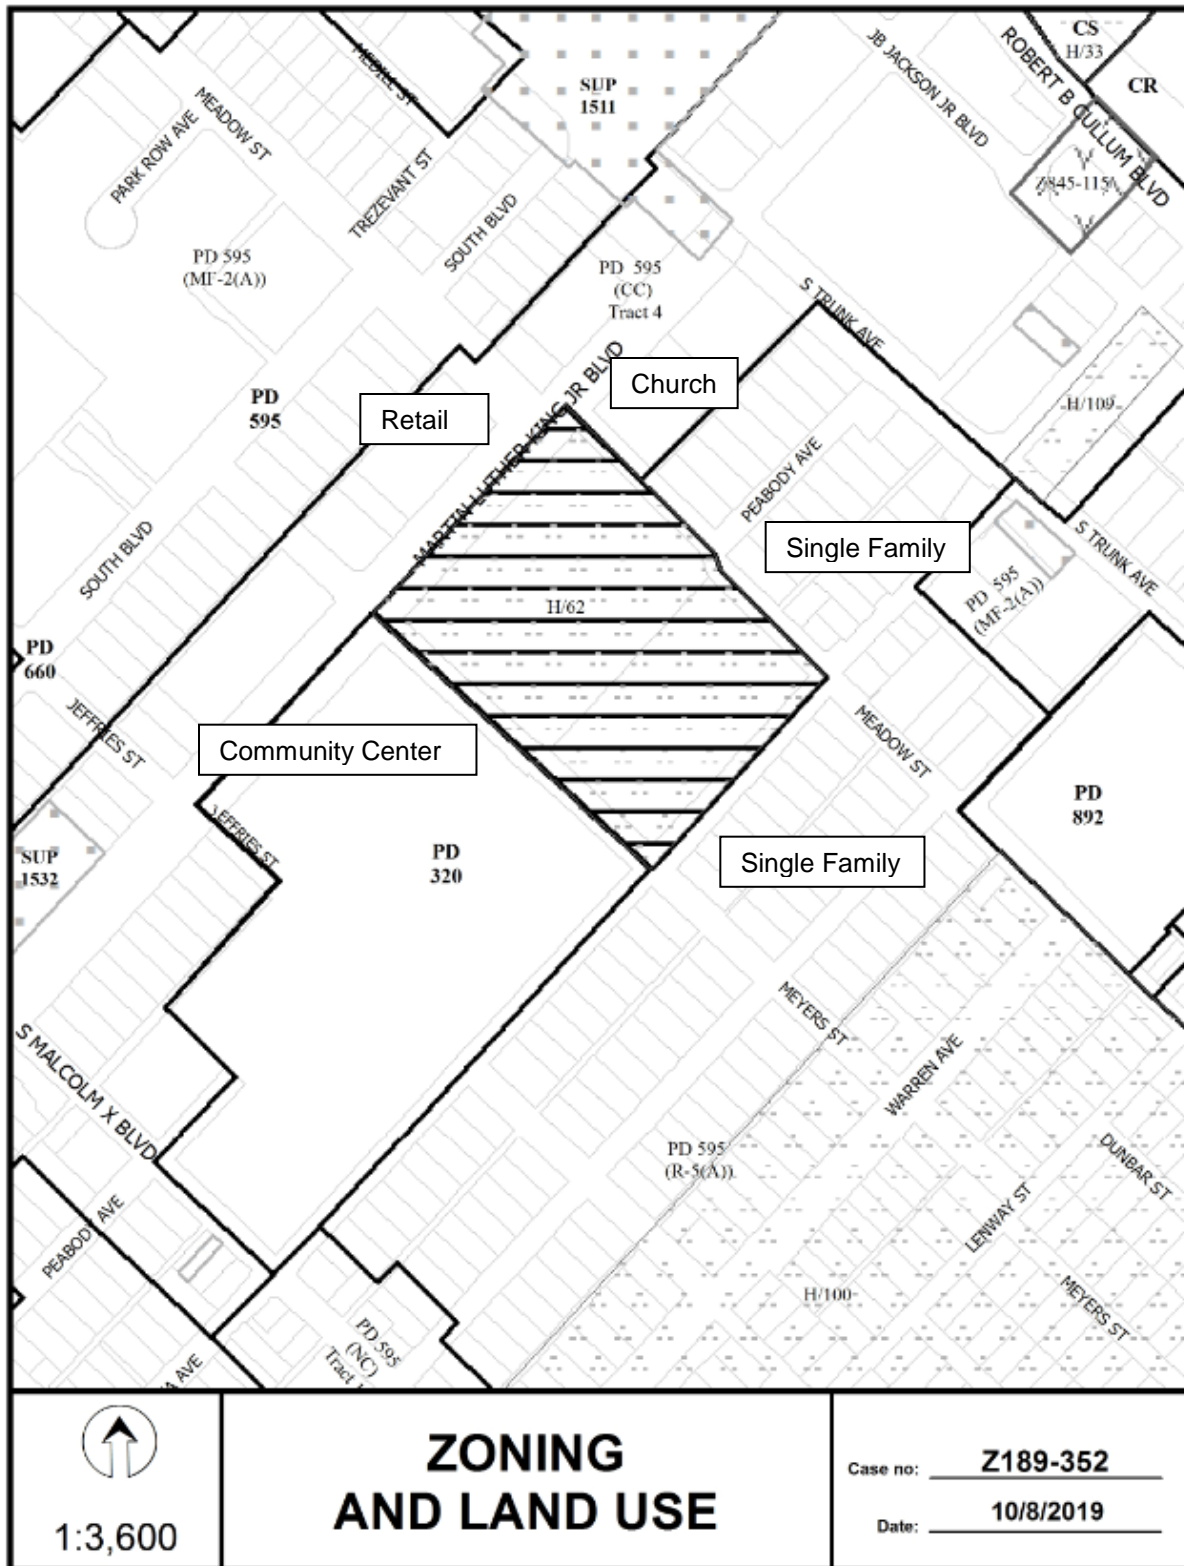 CS
H/33
ROBERT B CULLUM BLVD
JB JACKSON JR BLVD
CR
MEDILL ST
SUP
1511
MEADOW ST
PARK ROW AVE
TREZEVANT ST
SOUTH BLVD
Z845-115
PD 595
(MF-2(A))
PD 595
(CC)
Tract 4
S TRUNK AVE
MARTIN LUTHER KING JR BLVD
Church
PD
595
Retail
H/109
PEABODY AVE
Single Family
S TRUNK AVE
SOUTH BLVD
PD 595
(MF-2(A))
H/62
PD
660
JEFFRIES ST
MEADOW ST
Community Center
PD
892
JEFFRIES ST
PD
320
Single Family
SUP
1532
MEYERS ST
S MALCOLM X BLVD
WARREN AVE
PD 595
(R-5(A))
DUNBAR ST
PEABODY AVE
LENWAY ST
H/100
MEYERS ST
PD 595
(NC)
AVE
1:3,600
ZONING
AND LAND USE
Case no: Z189-352
Date: 10/8/2019